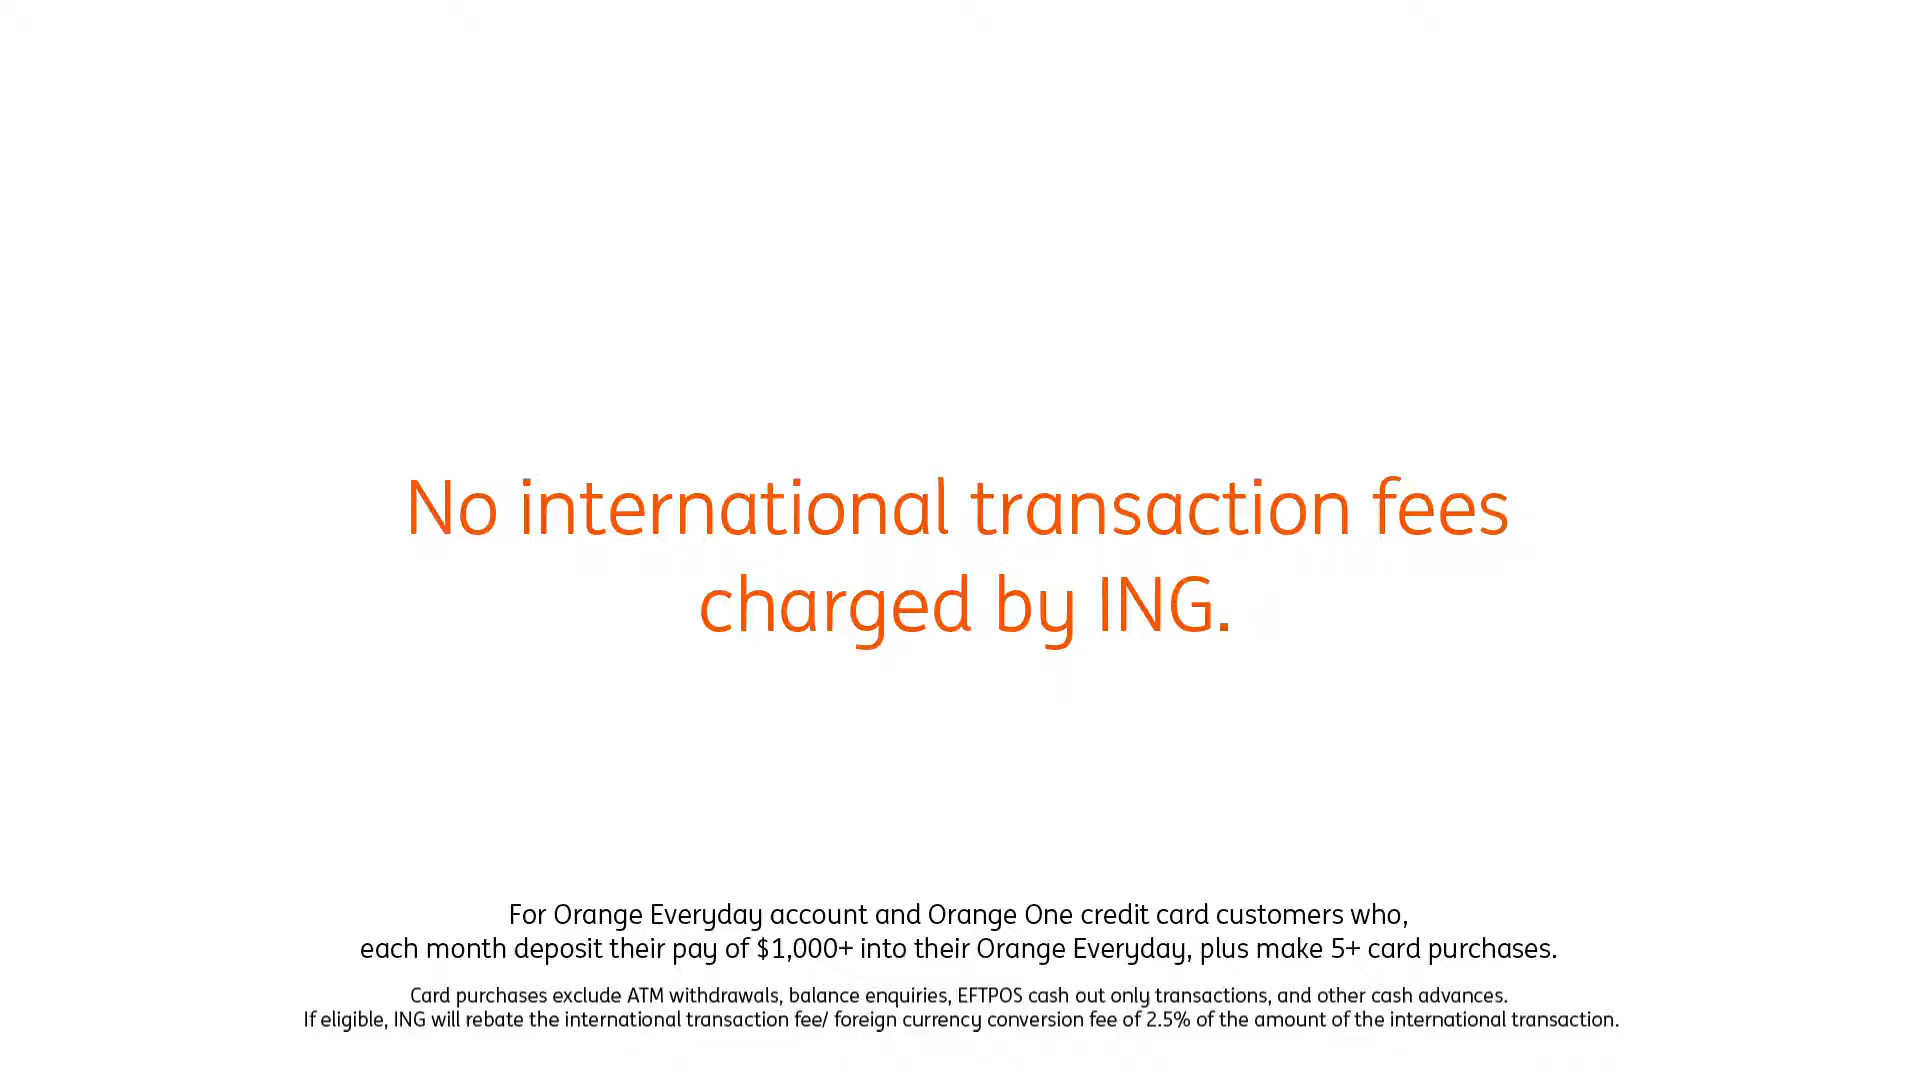 No international transaction fees
charged by ING.
For Orange Everyday account and Orange One credit card customers who,
each month deposit their pay of $1,000+ into their Orange Everyday, plus make 5+ card purchases.
Card purchases exclude ATM withdrawals, balance enquiries, EFTPOS cash out only transactions, and other cash advances.
If eligible, ING will rebate the international transaction fee/ foreign currency conversion fee of 2.5% of the amount of the international transaction.